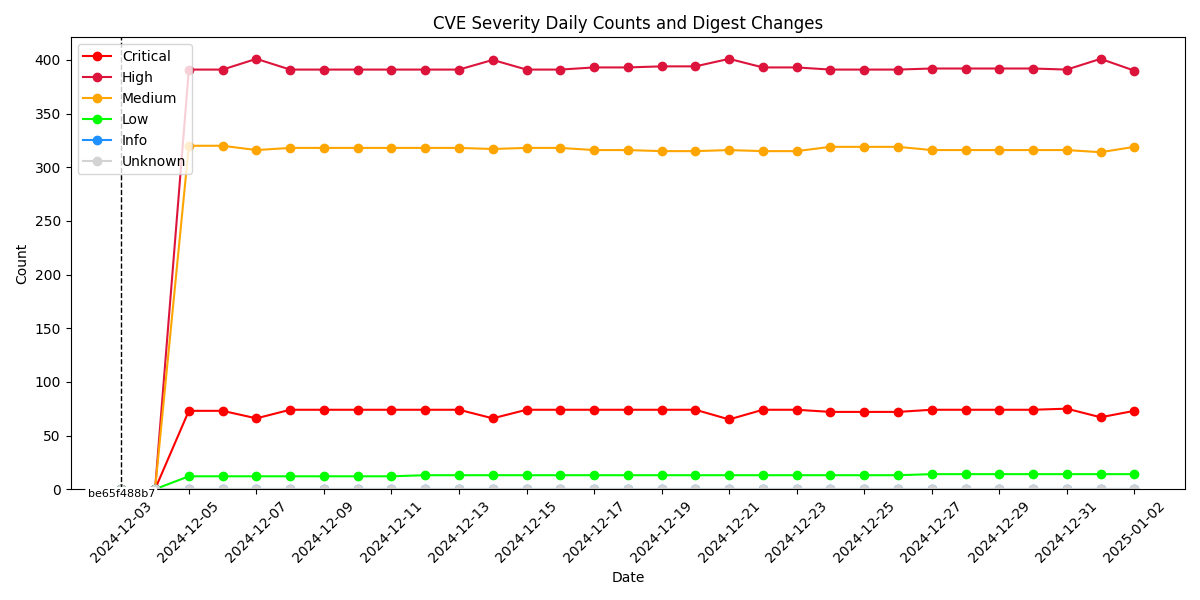 CVE Severity Daily Counts and Digest Changes
Critical
High
Medium
Low
Info
Unknown
400
350
300
250
200
150
100
50
0
Count
be65f488b7
2024-12-03
2024-12-05
2024-12-07
2024-12-09
2024-12-11
2024-12-13
2024-12-15
2024-12-17
2024-12-19
2024-12-21
2024-12-23
2024-12-25
2024-12-27
2024-12-29
2024-12-31
2025-01-02
Date